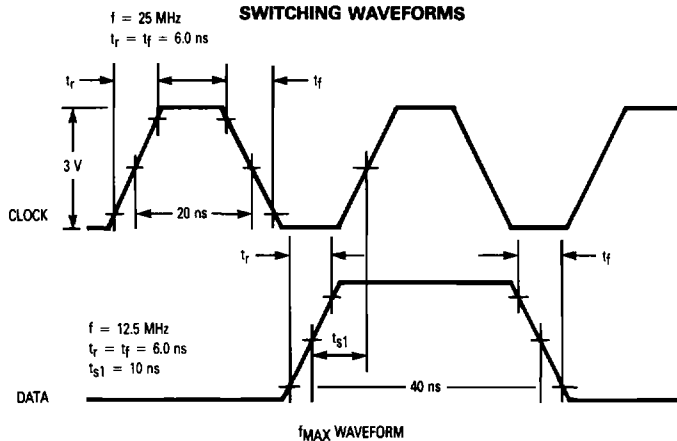 SWITCHING WAVEFORMS
f = 25 MHz
tr = tf = 6.0 ns
tr
tf
3 V
CLOCK
20 ns
tr
tf
f = 12.5 MHz
tr = tf = 6.0 ns
ts1 = 10 ns
ts1
40 ns
DATA
fMAX WAVEFORM